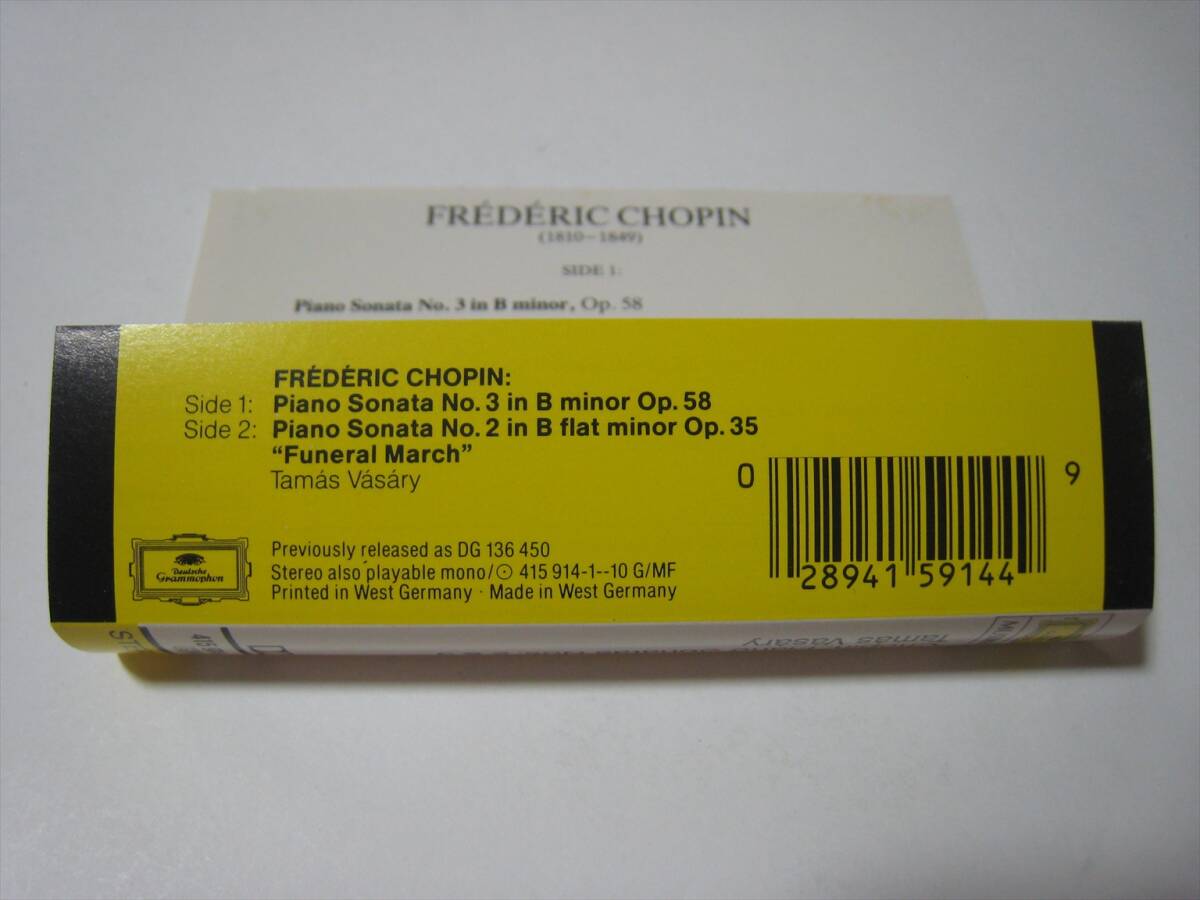 FRÉDÉRIC CHOPIN
(1810–1849)
SIDE 1:
Piano Sonata No. 3 in B minor, Op. 58
FRÉDÉRIC CHOPIN:
Side 1: Piano Sonata No. 3 in B minor Op. 58
Side 2: Piano Sonata No. 2 in B flat minor Op. 35
“Funeral March”
Tamás Vásáry
0 28941 59144 9
Deutsche
Grammophon
Previously released as DG 136 450
Stereo also playable mono/ 415 914-1--10 G/MF
Printed in West Germany · Made in West Germany
Tamás Vásáry